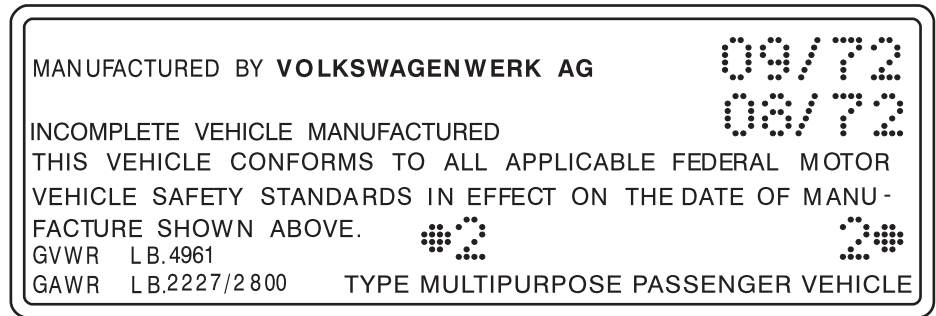 MANUFACTURED BY VOLKSWAGENWERK AG 09/72
INCOMPLETE VEHICLE MANUFACTURED 08/72
THIS VEHICLE CONFORMS TO ALL APPLICABLE FEDERAL MOTOR
VEHICLE SAFETY STANDARDS IN EFFECT ON THE DATE OF MANU-
FACTURE SHOWN ABOVE. *2 2*
GVWR LB.4961
GAWR LB.2227/2800 TYPE MULTIPURPOSE PASSENGER VEHICLE